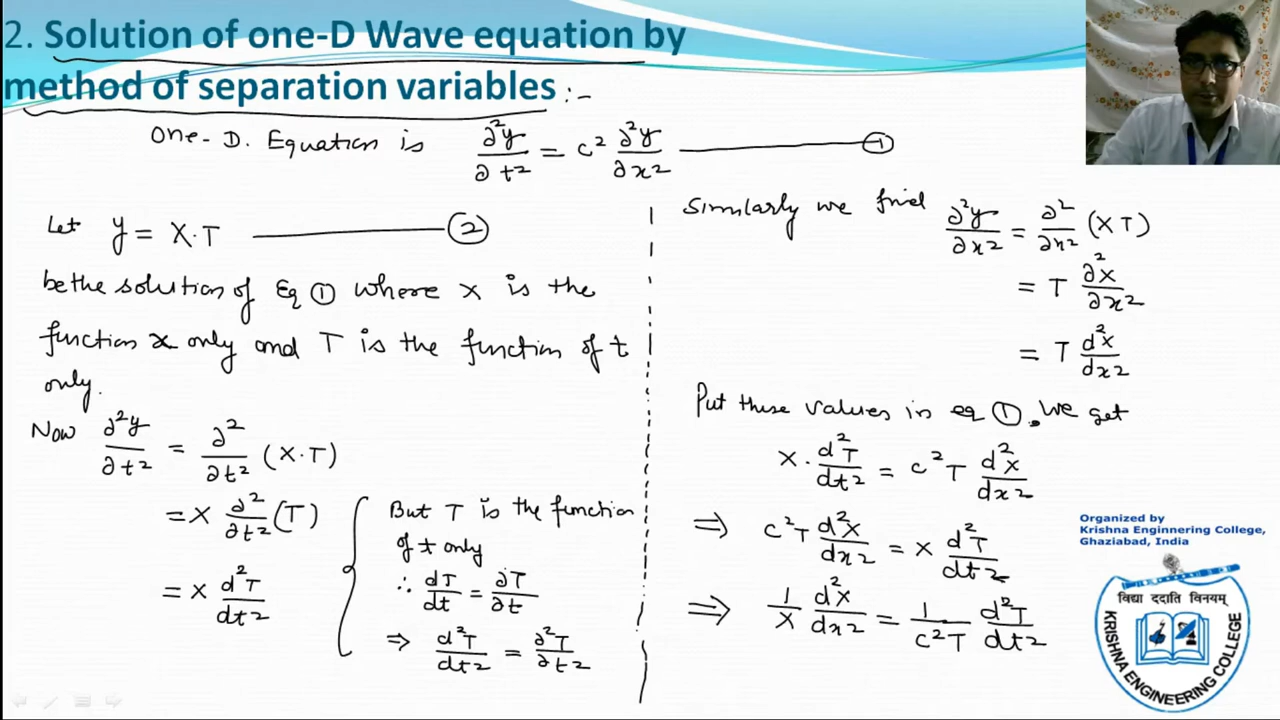 2. Solution of one-D Wave equation by
method of separation variables :-
One-D. Equation is ∂²y/∂t² = c² ∂²y/∂x² ——— ①
Let y = X·T ——— ②
be the solution of Eq ① where X is the
function x only and T is the function of t
only.
Now ∂²y/∂t² = ∂²/∂t² (X·T)
= X ∂²/∂t² (T)
= X d²T/dt²
{ But T is the function
of t only
∴ dT/dt = ∂T/∂t
⇒ d²T/dt² = ∂²T/∂t²
Similarly we find ∂²y/∂x² = ∂²/∂x² (XT)
= T ∂²X/∂x²
= T d²X/dx²
Put these values in eq ①. We get
X · d²T/dt² = c²T d²X/dx²
⇒ c²T d²X/dx² = X d²T/dt²
⇒ 1/X d²X/dx² = 1/c²T d²T/dt²
Organized by
Krishna Enginnering College,
Ghaziabad, India
विद्या ददाति विनयम्
KRISHNA ENGINEERING COLLEGE